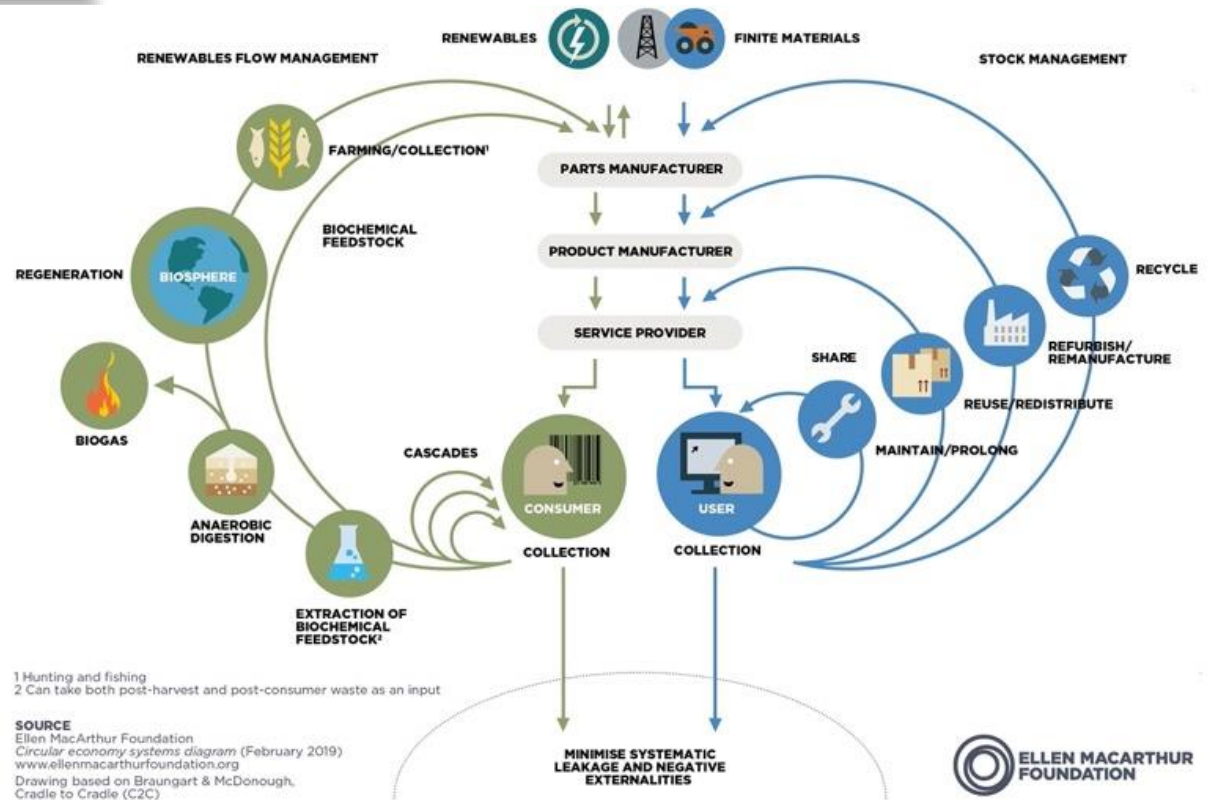 RENEWABLES
FINITE MATERIALS
RENEWABLES FLOW MANAGEMENT
STOCK MANAGEMENT
FARMING/COLLECTION¹
PARTS MANUFACTURER
BIOCHEMICAL
FEEDSTOCK
PRODUCT MANUFACTURER
REGENERATION
BIOSPHERE
RECYCLE
SERVICE PROVIDER
SHARE
REFURBISH/
REMANUFACTURE
REUSE/REDISTRIBUTE
BIOGAS
CASCADES
MAINTAIN/PROLONG
CONSUMER
USER
ANAEROBIC
DIGESTION
COLLECTION
COLLECTION
EXTRACTION OF
BIOCHEMICAL
FEEDSTOCK²
1 Hunting and fishing
2 Can take both post-harvest and post-consumer waste as an input
SOURCE
Ellen MacArthur Foundation
Circular economy systems diagram (February 2019)
www.ellenmacarthurfoundation.org
Drawing based on Braungart & McDonough,
Cradle to Cradle (C2C)
MINIMISE SYSTEMATIC
LEAKAGE AND NEGATIVE
EXTERNALITIES
ELLEN MACARTHUR
FOUNDATION